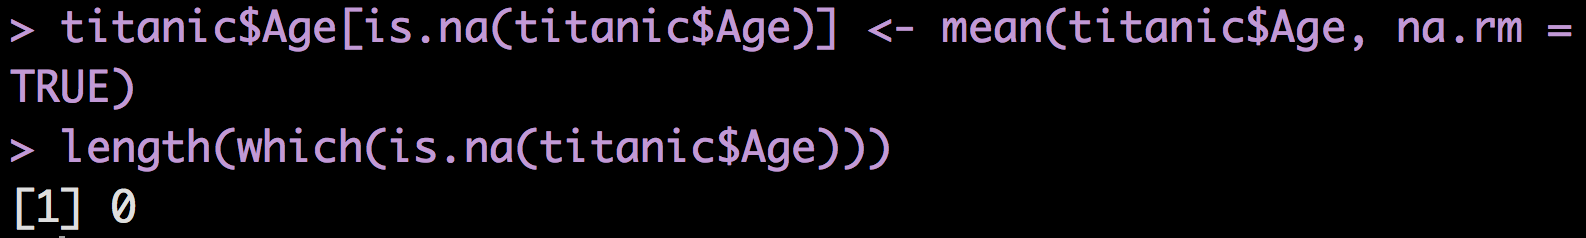 > titanic$Age[is.na(titanic$Age)] <- mean(titanic$Age, na.rm =
TRUE)
> length(which(is.na(titanic$Age)))
[1] 0